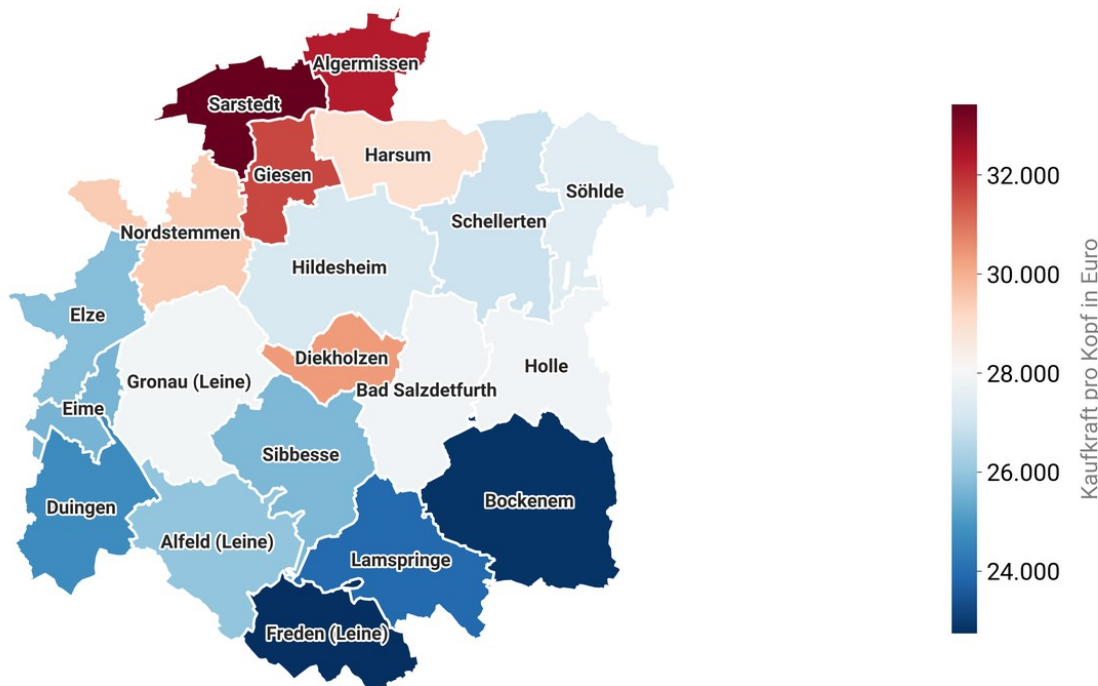 Algermissen
Sarstedt
Harsum
Giesen
Söhlde
Schellerten
Nordstemmen
Hildesheim
Elze
Diekholzen
Holle
Gronau (Leine)
Bad Salzdetfurth
Eime
Sibbesse
Bockenem
Duingen
Alfeld (Leine)
Lamspringe
Freden (Leine)
32.000
30.000
28.000
26.000
24.000
Kaufkraft pro Kopf in Euro